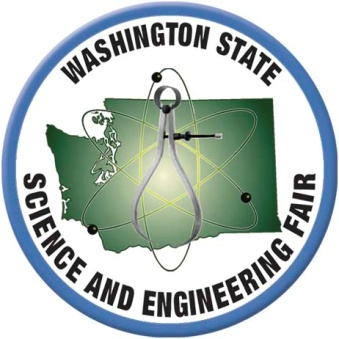 WASHINGTON STATE
SCIENCE AND ENGINEERING FAIR